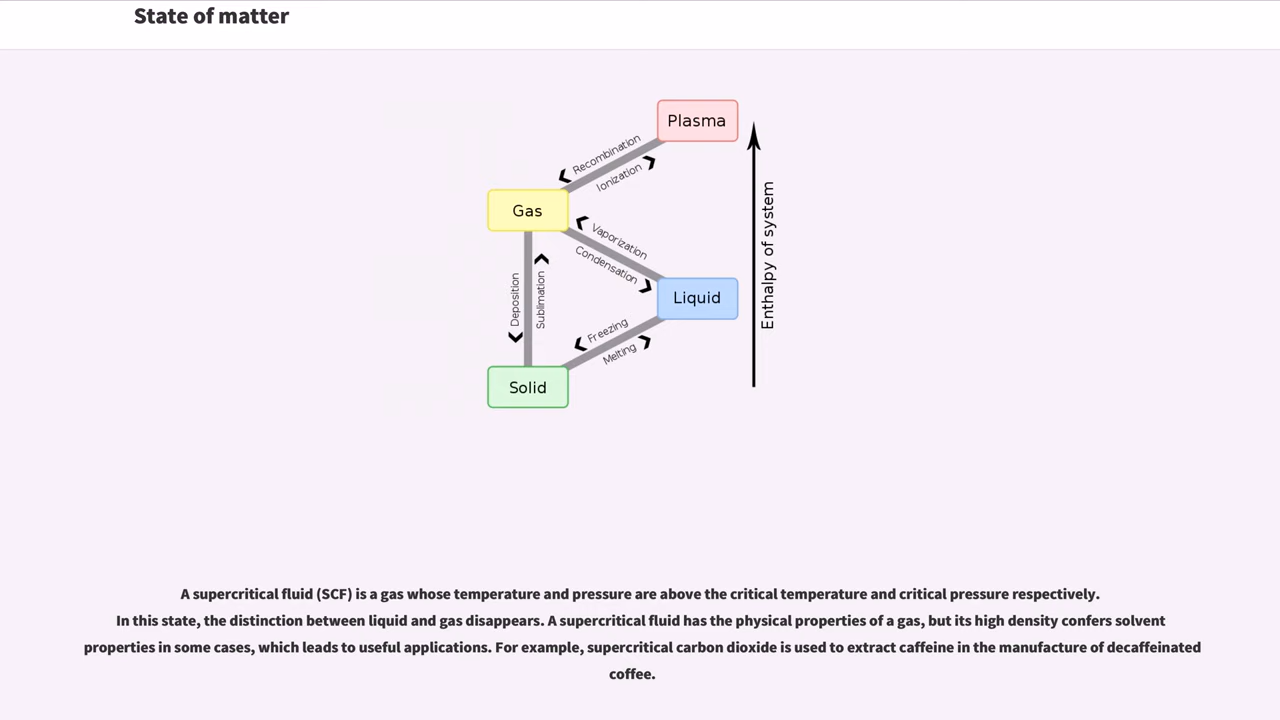 State of matter
Plasma
Recombination
Ionization
Gas
Vaporization
Condensation
Enthalpy of system
Deposition
Sublimation
Liquid
Freezing
Melting
Solid
A supercritical fluid (SCF) is a gas whose temperature and pressure are above the critical temperature and critical pressure respectively.
In this state, the distinction between liquid and gas disappears. A supercritical fluid has the physical properties of a gas, but its high density confers solvent
properties in some cases, which leads to useful applications. For example, supercritical carbon dioxide is used to extract caffeine in the manufacture of decaffeinated
coffee.